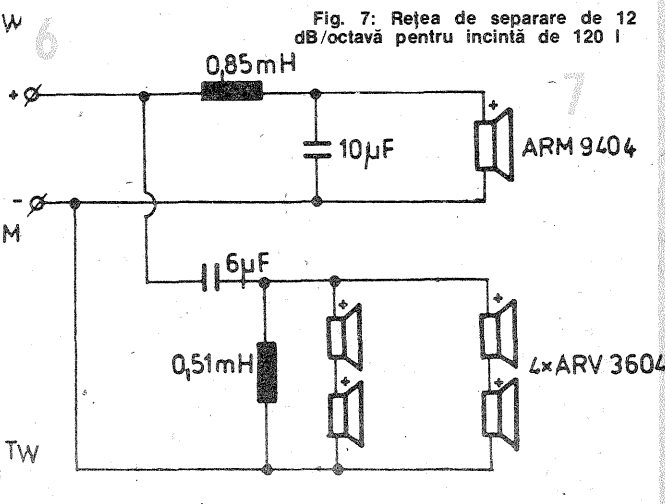 W
6
Fig. 7: Rețea de separare de 12
dB/octavă pentru incintă de 120 l
0,85mH
7
+
+
10µF
ARM 9404
-
M
6µF
+
+
0,51mH
4×ARV 3604
+
+
TW